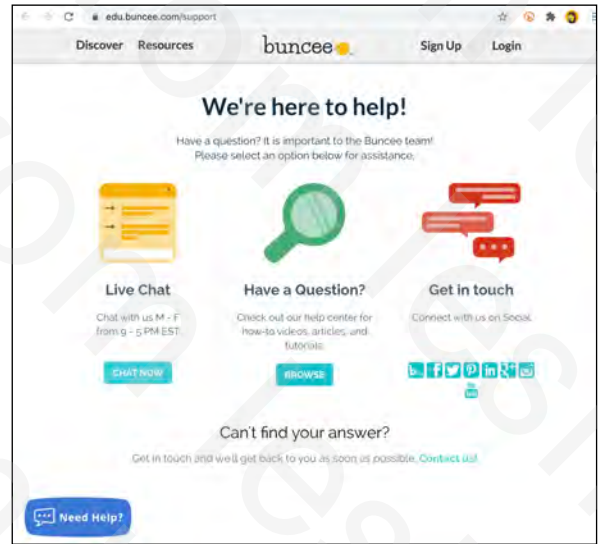 edu.buncee.com/support
Discover Resources buncee Sign Up Login
We're here to help!
Have a question? It is important to the Buncee team!
Please select an option below for assistance.
Live Chat
Chat with us M - F
from 9 - 5 PM EST.
CHAT NOW
Have a Question?
Check out our help center for
how-to videos, articles, and
tutorials.
BROWSE
Get in touch
Connect with us on Social.
Can't find your answer?
Get in touch and we'll get back to you as soon as possible. Contact us!
Need Help?